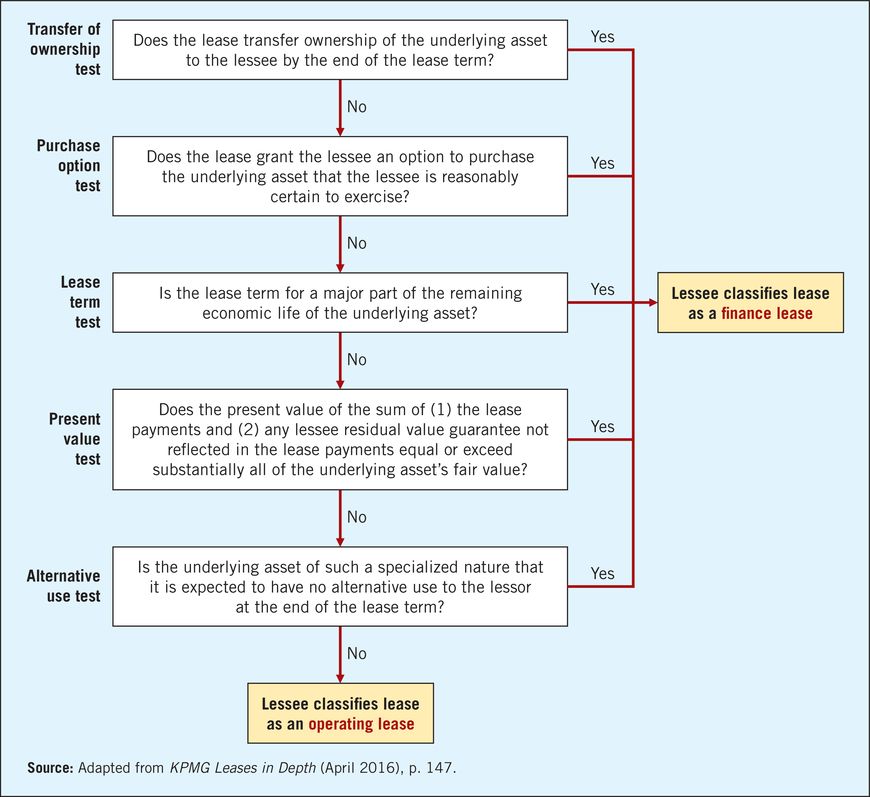 Transfer of
ownership
test
Does the lease transfer ownership of the underlying asset
to the lessee by the end of the lease term?
Yes
No
Purchase
option
test
Does the lease grant the lessee an option to purchase
the underlying asset that the lessee is reasonably
certain to exercise?
Yes
No
Lease
term
test
Is the lease term for a major part of the remaining
economic life of the underlying asset?
Yes
Lessee classifies lease
as a finance lease
No
Present
value
test
Does the present value of the sum of (1) the lease
payments and (2) any lessee residual value guarantee not
reflected in the lease payments equal or exceed
substantially all of the underlying asset's fair value?
Yes
No
Alternative
use test
Is the underlying asset of such a specialized nature that
it is expected to have no alternative use to the lessor
at the end of the lease term?
Yes
No
Lessee classifies lease
as an operating lease
Source: Adapted from KPMG Leases in Depth (April 2016), p. 147.